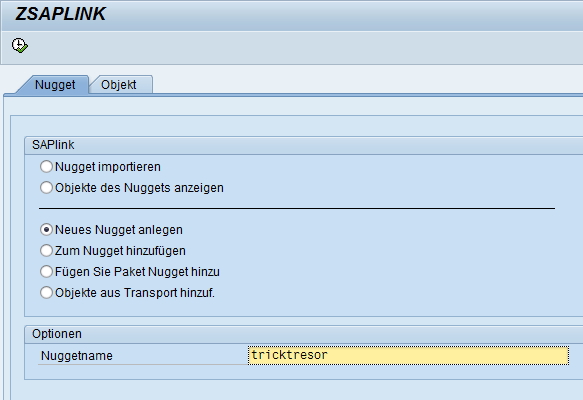 ZSAPLINK
Nugget Objekt
SAPlink
Nugget importieren
Objekte des Nuggets anzeigen
Neues Nugget anlegen
Zum Nugget hinzufügen
Fügen Sie Paket Nugget hinzu
Objekte aus Transport hinzuf.
Optionen
Nuggetname tricktresor